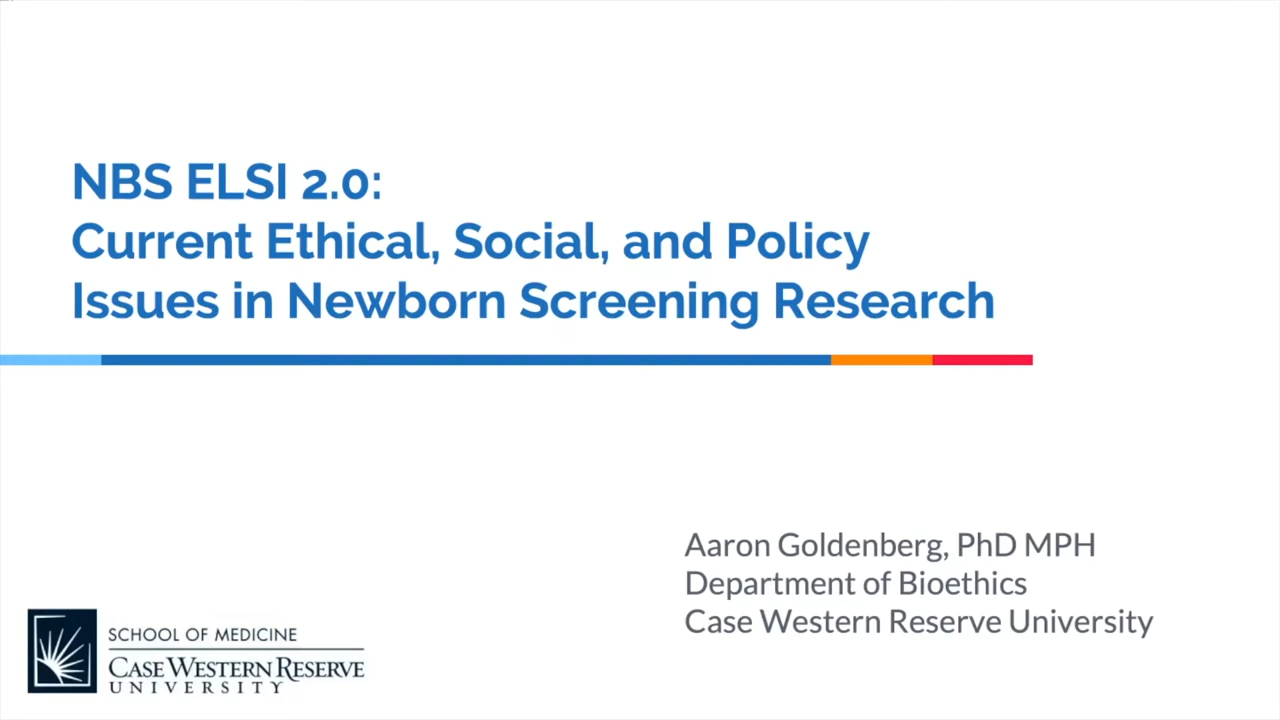 NBS ELSI 2.0:
Current Ethical, Social, and Policy
Issues in Newborn Screening Research
Aaron Goldenberg, PhD MPH
Department of Bioethics
Case Western Reserve University
SCHOOL OF MEDICINE
CASE WESTERN RESERVE
UNIVERSITY